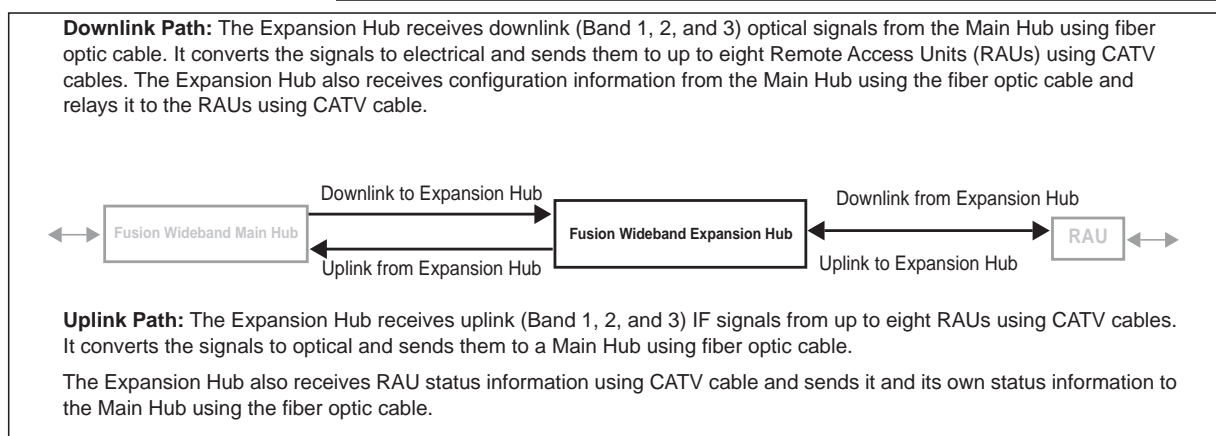 Downlink Path: The Expansion Hub receives downlink (Band 1, 2, and 3) optical signals from the Main Hub using fiber
optic cable. It converts the signals to electrical and sends them to up to eight Remote Access Units (RAUs) using CATV
cables. The Expansion Hub also receives configuration information from the Main Hub using the fiber optic cable and
relays it to the RAUs using CATV cable.
Downlink to Expansion Hub
Downlink from Expansion Hub
Fusion Wideband Main Hub
Fusion Wideband Expansion Hub
RAU
Uplink from Expansion Hub
Uplink to Expansion Hub
Uplink Path: The Expansion Hub receives uplink (Band 1, 2, and 3) IF signals from up to eight RAUs using CATV cables.
It converts the signals to optical and sends them to a Main Hub using fiber optic cable.
The Expansion Hub also receives RAU status information using CATV cable and sends it and its own status information to
the Main Hub using the fiber optic cable.